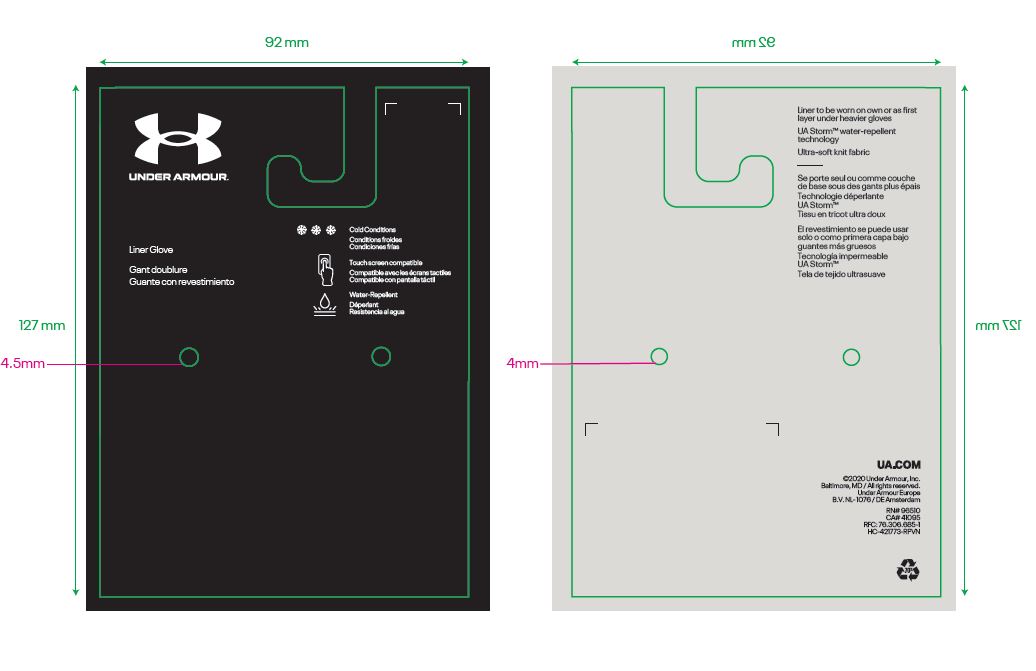 92 mm
127 mm
UNDER ARMOUR.
Liner Glove
Gant doublure
Guante con revestimiento
Cold Conditions
Conditions froides
Condiciones frías
Touch screen compatible
Compatible avec les écrans tactiles
Compatible con pantalla táctil
Water-Repellent
Déperlant
Resistencia al agua
4.5mm
92 mm
127 mm
Liner to be worn on own or as first
layer under heavier gloves
UA Storm™ water-repellent
technology
Ultra-soft knit fabric
Se porte seul ou comme couche
de base sous des gants plus épais
Technologie déperlante
UA Storm™
Tissu en tricot ultra doux
El revestimiento se puede usar
solo o como primera capa bajo
guantes más gruesos
Tecnología impermeable
UA Storm™
Tela de tejido ultrasuave
4mm
UA.COM
©2020 Under Armour, Inc.
Baltimore, MD / All rights reserved.
Under Armour Europe
B.V. NL- 1076 / DE Amsterdam
RN# 96510
CA# 41095
RFC: 76.306.685-1
HC-421773-RPVN